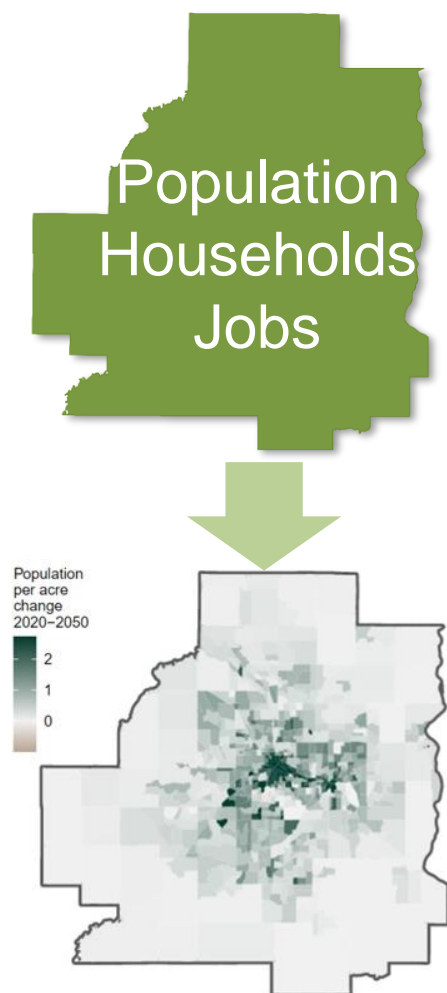 Population
Households
Jobs
Population
per acre
change
2020−2050
2
1
0